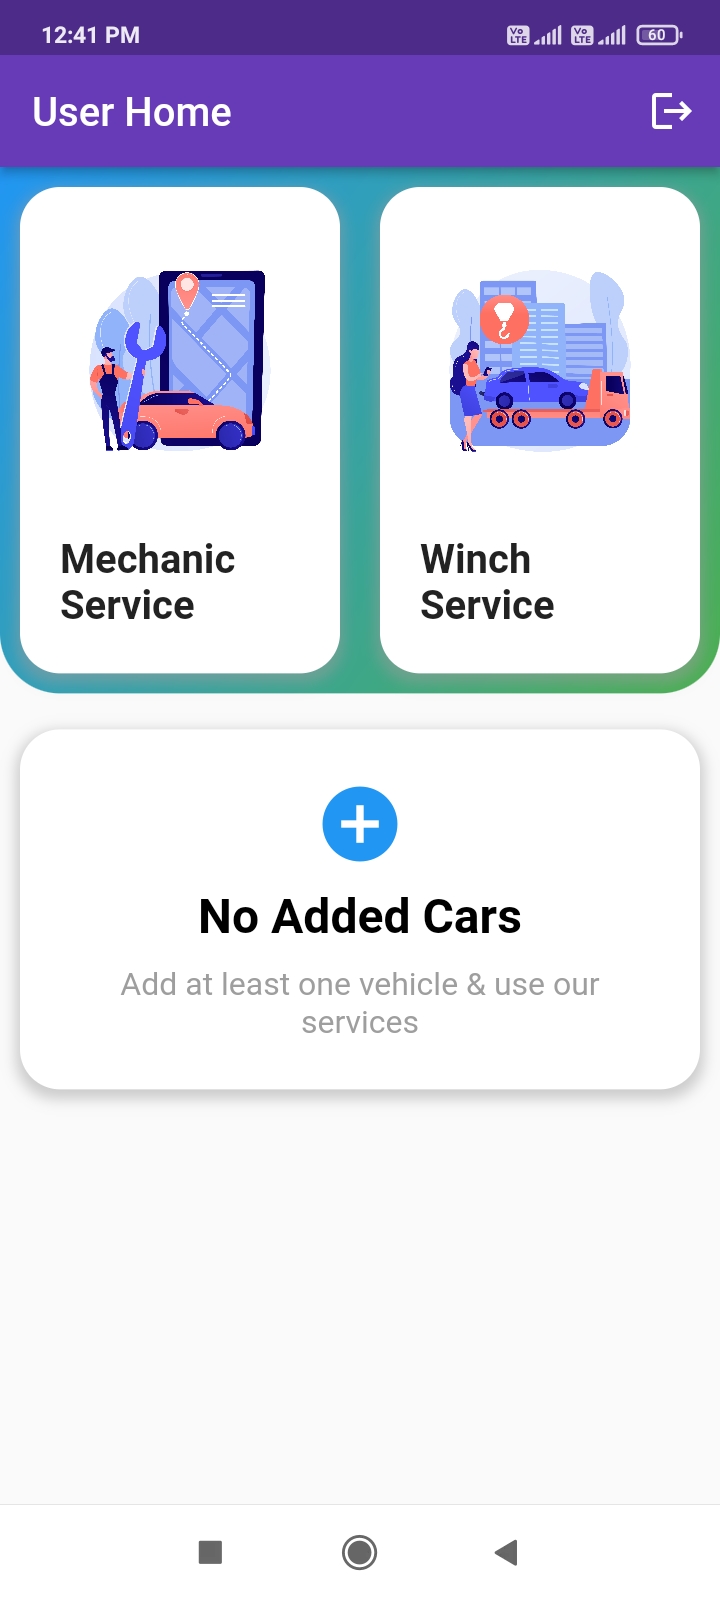 12:41 PM
Vo LTE Vo LTE 60
User Home
Mechanic
Service
Winch
Service
No Added Cars
Add at least one vehicle & use our
services